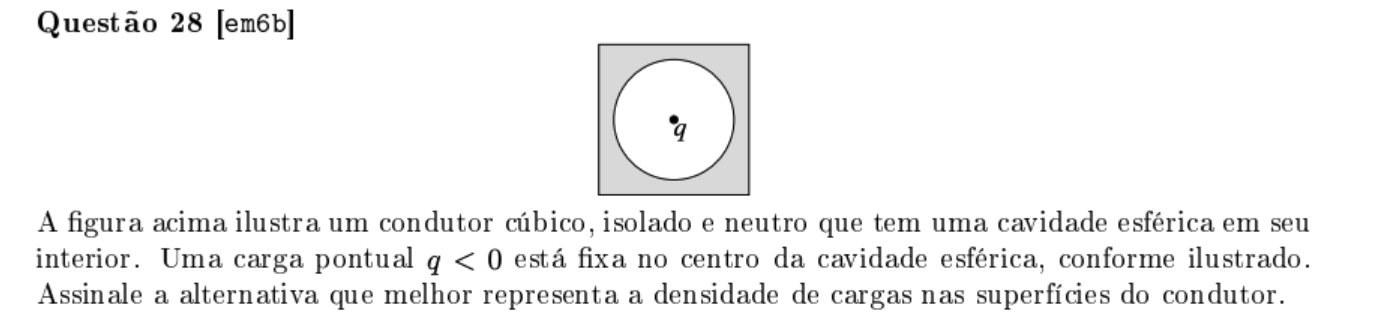 Questão 28 [em6b]
q
A figura acima ilustra um condutor cúbico, isolado e neutro que tem uma cavidade esférica em seu
interior. Uma carga pontual q < 0 está fixa no centro da cavidade esférica, conforme ilustrado.
Assinale a alternativa que melhor representa a densidade de cargas nas superfícies do condutor.